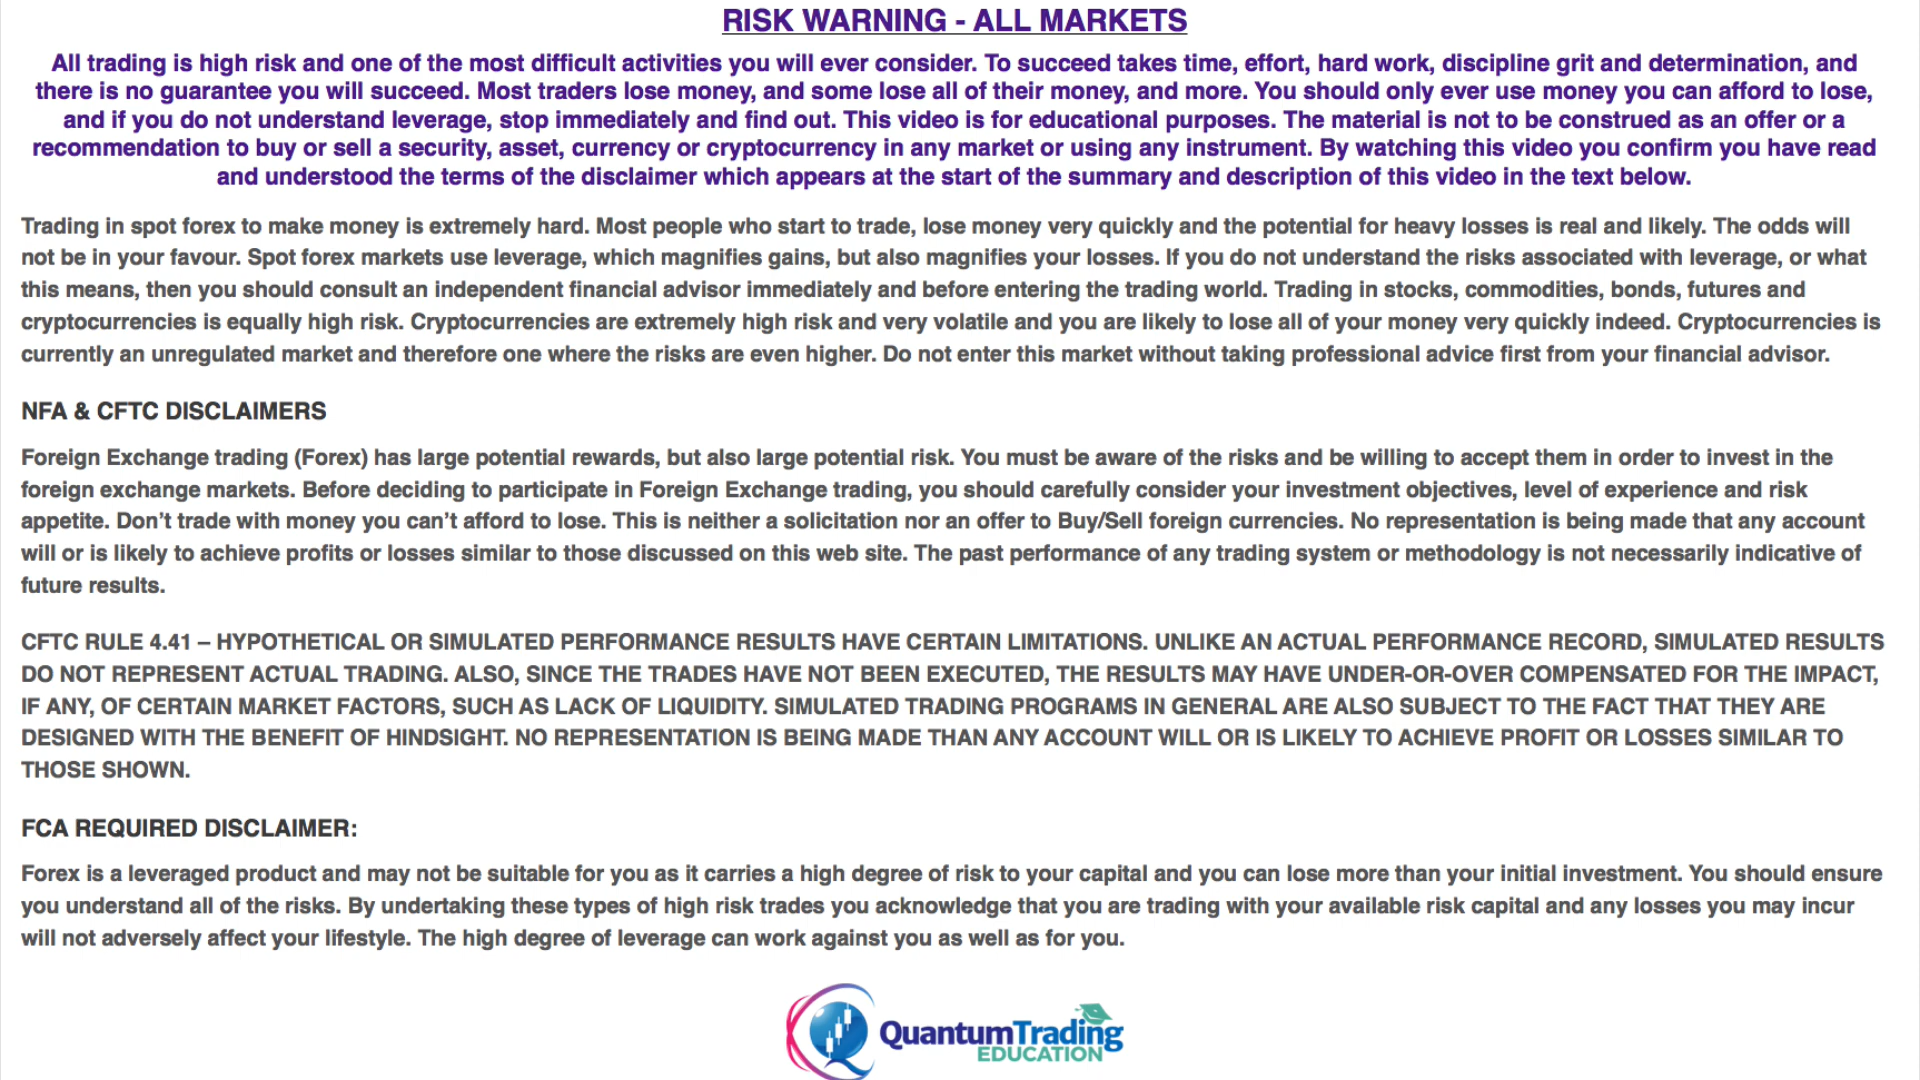 RISK WARNING - ALL MARKETS
All trading is high risk and one of the most difficult activities you will ever consider. To succeed takes time, effort, hard work, discipline grit and determination, and
there is no guarantee you will succeed. Most traders lose money, and some lose all of their money, and more. You should only ever use money you can afford to lose,
and if you do not understand leverage, stop immediately and find out. This video is for educational purposes. The material is not to be construed as an offer or a
recommendation to buy or sell a security, asset, currency or cryptocurrency in any market or using any instrument. By watching this video you confirm you have read
and understood the terms of the disclaimer which appears at the start of the summary and description of this video in the text below.
Trading in spot forex to make money is extremely hard. Most people who start to trade, lose money very quickly and the potential for heavy losses is real and likely. The odds will
not be in your favour. Spot forex markets use leverage, which magnifies gains, but also magnifies your losses. If you do not understand the risks associated with leverage, or what
this means, then you should consult an independent financial advisor immediately and before entering the trading world. Trading in stocks, commodities, bonds, futures and
cryptocurrencies is equally high risk. Cryptocurrencies are extremely high risk and very volatile and you are likely to lose all of your money very quickly indeed. Cryptocurrencies is
currently an unregulated market and therefore one where the risks are even higher. Do not enter this market without taking professional advice first from your financial advisor.
NFA & CFTC DISCLAIMERS
Foreign Exchange trading (Forex) has large potential rewards, but also large potential risk. You must be aware of the risks and be willing to accept them in order to invest in the
foreign exchange markets. Before deciding to participate in Foreign Exchange trading, you should carefully consider your investment objectives, level of experience and risk
appetite. Don’t trade with money you can’t afford to lose. This is neither a solicitation nor an offer to Buy/Sell foreign currencies. No representation is being made that any account
will or is likely to achieve profits or losses similar to those discussed on this web site. The past performance of any trading system or methodology is not necessarily indicative of
future results.
CFTC RULE 4.41 – HYPOTHETICAL OR SIMULATED PERFORMANCE RESULTS HAVE CERTAIN LIMITATIONS. UNLIKE AN ACTUAL PERFORMANCE RECORD, SIMULATED RESULTS
DO NOT REPRESENT ACTUAL TRADING. ALSO, SINCE THE TRADES HAVE NOT BEEN EXECUTED, THE RESULTS MAY HAVE UNDER-OR-OVER COMPENSATED FOR THE IMPACT,
IF ANY, OF CERTAIN MARKET FACTORS, SUCH AS LACK OF LIQUIDITY. SIMULATED TRADING PROGRAMS IN GENERAL ARE ALSO SUBJECT TO THE FACT THAT THEY ARE
DESIGNED WITH THE BENEFIT OF HINDSIGHT. NO REPRESENTATION IS BEING MADE THAN ANY ACCOUNT WILL OR IS LIKELY TO ACHIEVE PROFIT OR LOSSES SIMILAR TO
THOSE SHOWN.
FCA REQUIRED DISCLAIMER:
Forex is a leveraged product and may not be suitable for you as it carries a high degree of risk to your capital and you can lose more than your initial investment. You should ensure
you understand all of the risks. By undertaking these types of high risk trades you acknowledge that you are trading with your available risk capital and any losses you may incur
will not adversely affect your lifestyle. The high degree of leverage can work against you as well as for you.
QuantumTrading
EDUCATION